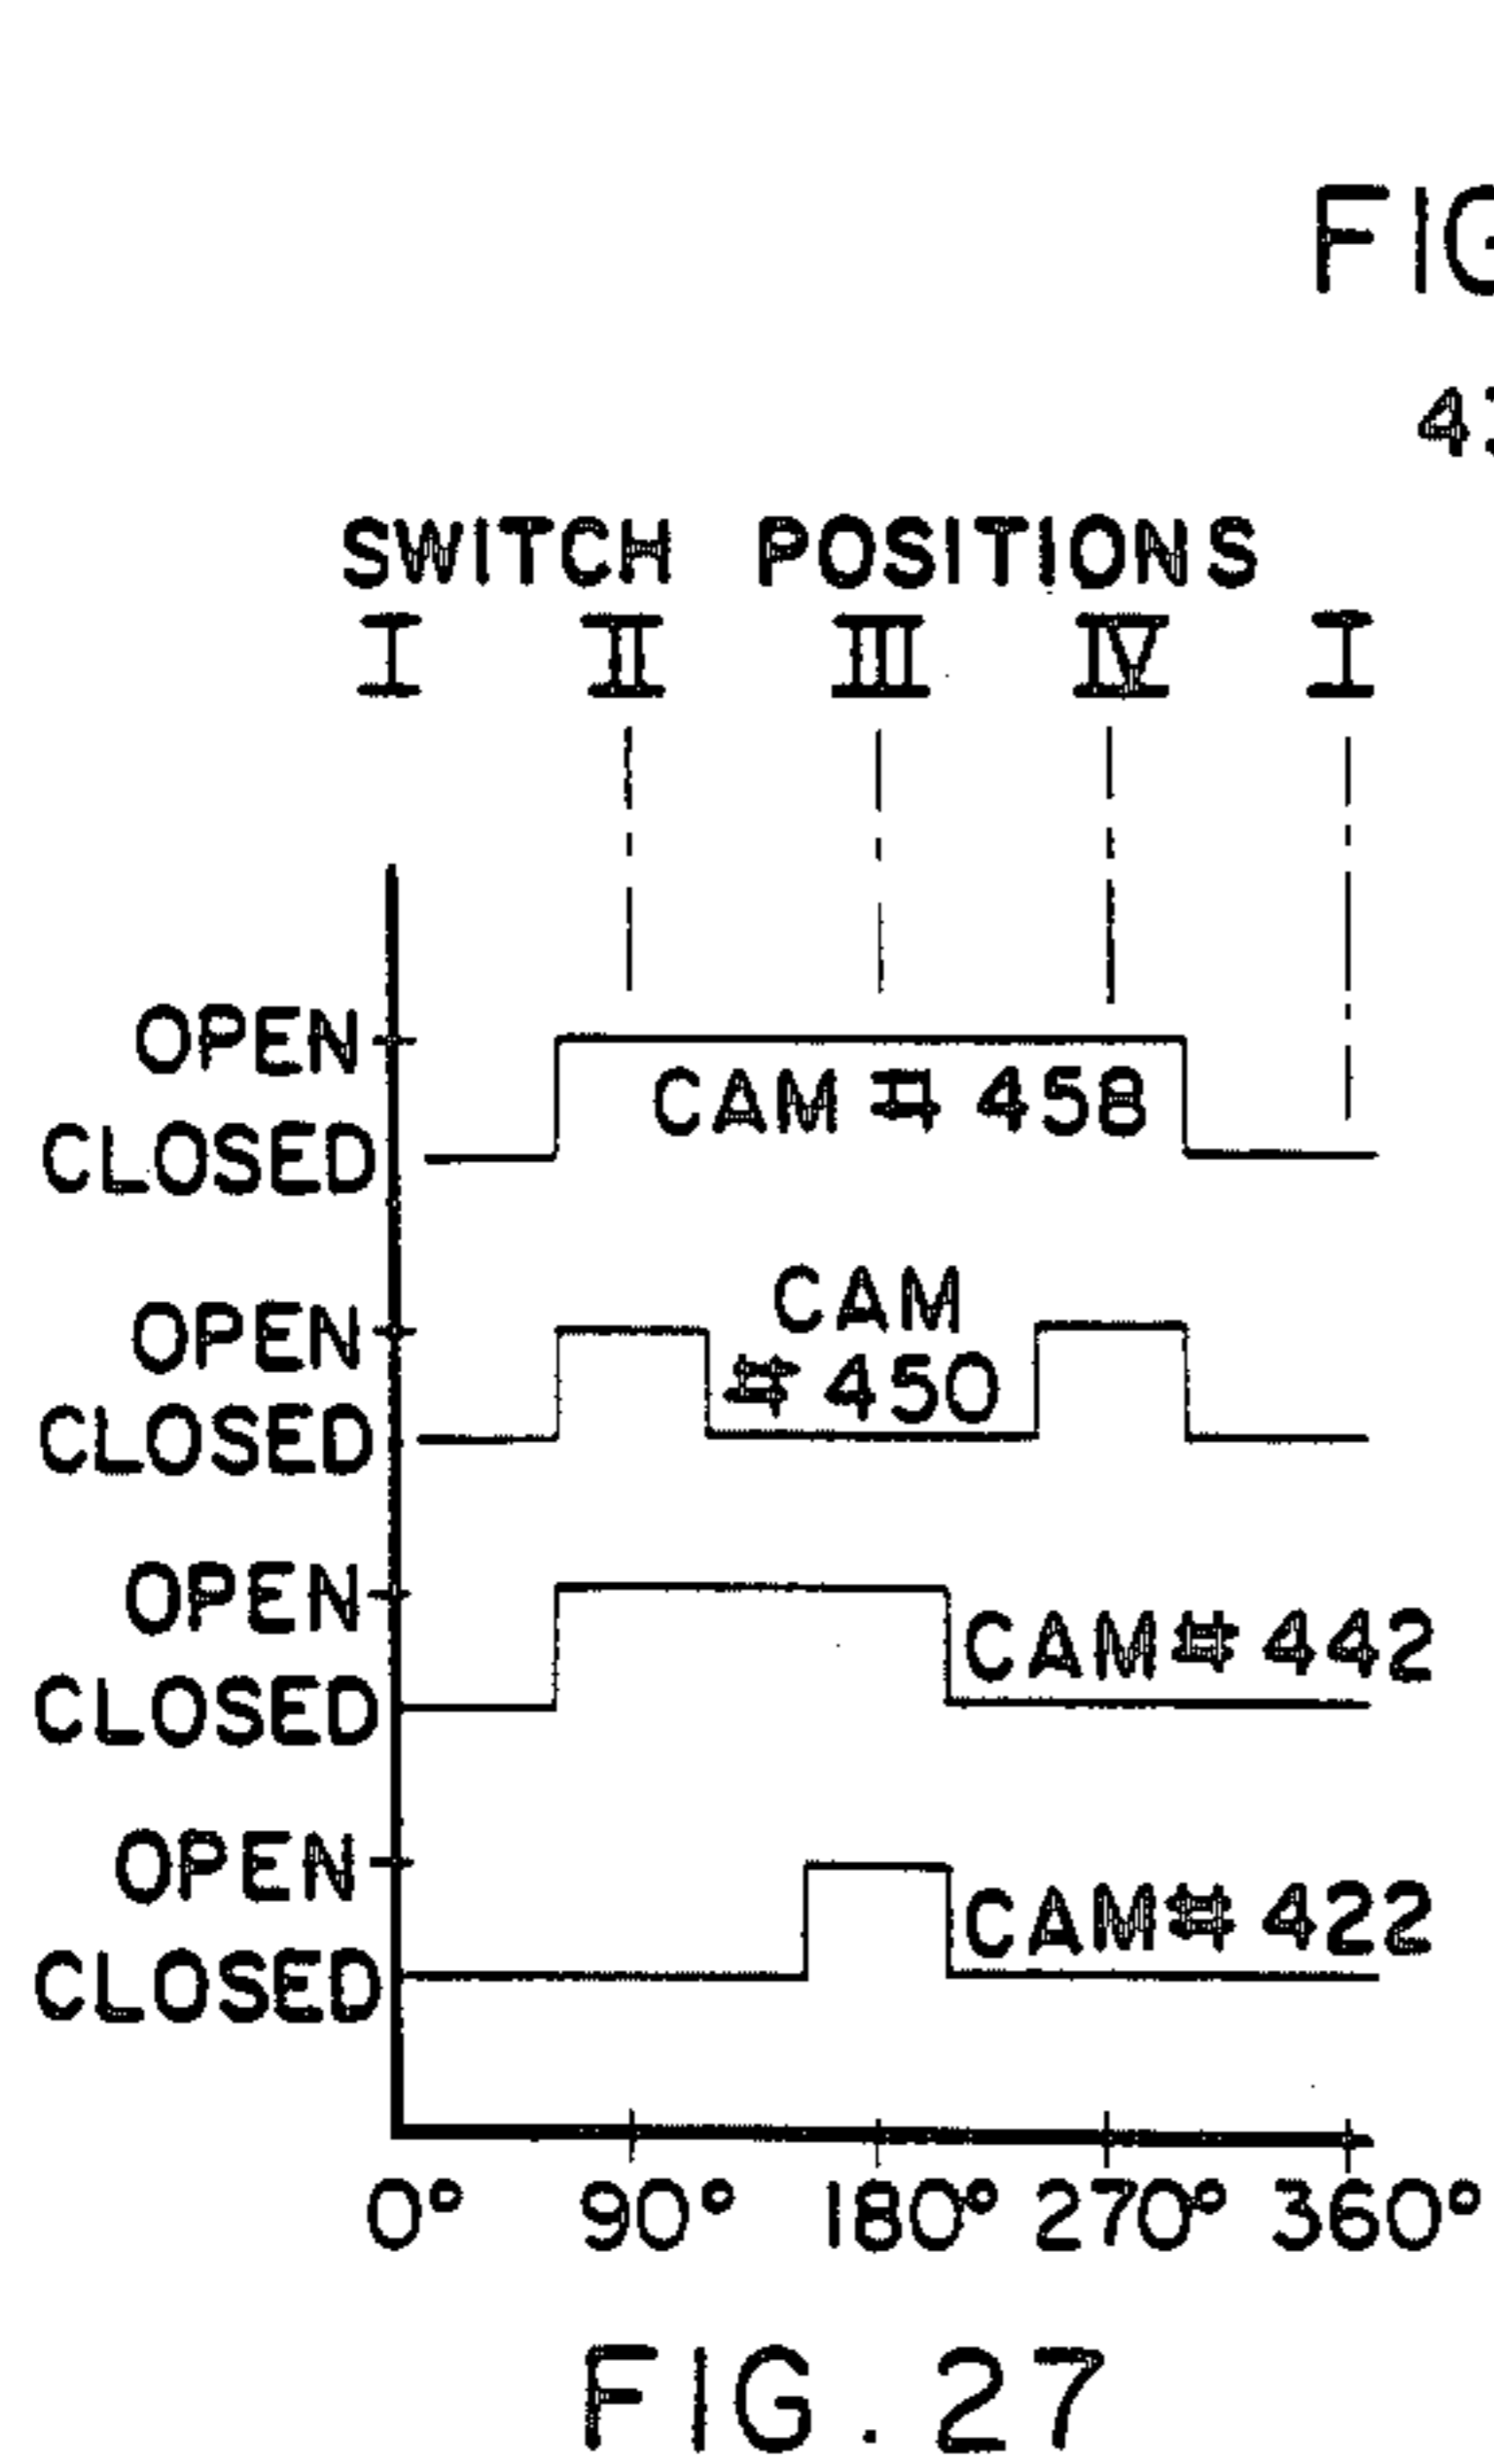 FIG
SWITCH POSITIONS
I II III IV I
OPEN
CAM # 458
CLOSED
CAM
OPEN
# 450
CLOSED
OPEN
CAM# 442
CLOSED
OPEN
CAM# 422
CLOSED
0° 90° 180° 270° 360°
FIG. 27